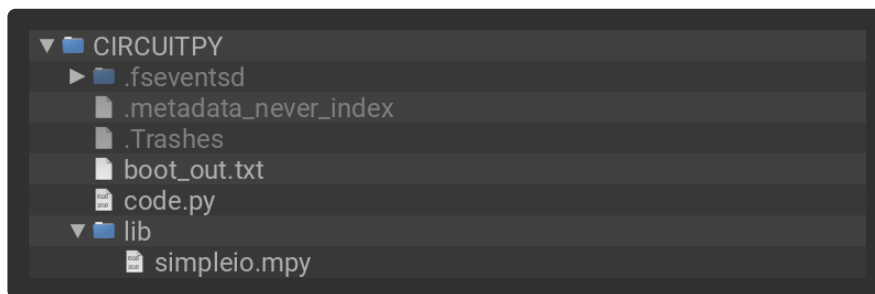 CIRCUITPY
.fseventsd
.metadata_never_index
.Trashes
boot_out.txt
code.py
lib
simpleio.mpy